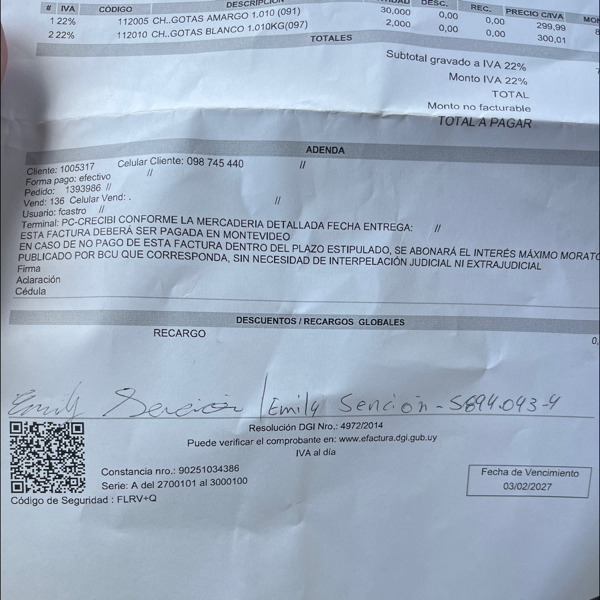 # IVA CÓDIGO DESCRIPCIÓN DESC. REC. PRECIO C/IVA
1 22% 112005 CH..GOTAS AMARGO 1.010 (091) 30,000 0,00 0,00 299,99
2 22% 112010 CH..GOTAS BLANCO 1.010KG(097) 2,000 0,00 0,00 300,01
TOTALES
Subtotal gravado a IVA 22%
Monto IVA 22%
TOTAL
Monto no facturable
TOTAL A PAGAR
ADENDA
Cliente: 1005317 Celular Cliente: 098 745 440 //
Forma pago: efectivo //
Pedido: 1393986 //
Vend: 136 Celular Vend: . //
Usuario: fcastro //
Terminal: PC-CRECIBI CONFORME LA MERCADERIA DETALLADA FECHA ENTREGA: //
ESTA FACTURA DEBERÁ SER PAGADA EN MONTEVIDEO
EN CASO DE NO PAGO DE ESTA FACTURA DENTRO DEL PLAZO ESTIPULADO, SE ABONARÁ EL INTERÉS MÁXIMO MORATO
PUBLICADO POR BCU QUE CORRESPONDA, SIN NECESIDAD DE INTERPELACIÓN JUDICIAL NI EXTRAJUDICIAL
Firma
Aclaración
Cédula
DESCUENTOS / RECARGOS GLOBALES
RECARGO 0,
Emily Sención / Emily Sención - 5894.093-4
Resolución DGI Nro.: 4972/2014
Puede verificar el comprobante en: www.efactura.dgi.gub.uy
IVA al día
Constancia nro.: 90251034386
Serie: A del 2700101 al 3000100
Código de Seguridad : FLRV+Q
Fecha de Vencimiento
03/02/2027